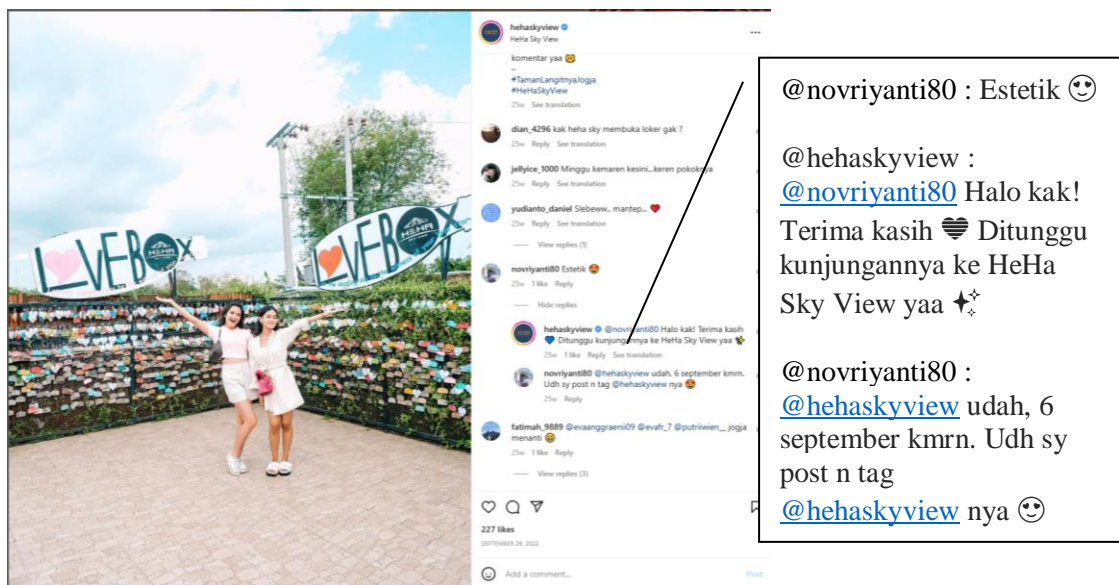 LOVEBOX
HEHA
LOVEBOX
HEHA
hehaskyview
HeHa Sky View
komentar yaa 😆
–
#TamanLangitnyaJogja
#HeHaSkyView
25w See translation
dian_4296 kak heha sky membuka loker gak ?
25w Reply See translation
jellyice_1000 Minggu kemaren kesini...keren pokoknya
25w Reply See translation
yudianto_daniel Slebeww,, mantep... ❤️
25w Reply See translation
View replies (1)
novriyanti80 Estetik 😍
25w 1 like Reply
Hide replies
hehaskyview @novriyanti80 Halo kak! Terima kasih
💙 Ditunggu kunjungannya ke HeHa Sky View yaa ✨
25w 1 like Reply See translation
novriyanti80 @hehaskyview udah, 6 september kmrn.
Udh sy post n tag @hehaskyview nya 😍
25w Reply
fatimah_9889 @evaanggraenii09 @evafr_7 @putriiwien__ jogja
menanti 😄
25w 1 like Reply
View replies (3)
227 likes
SEPTEMBER 26, 2022
Add a comment...
Post
@novriyanti80 : Estetik 😍
@hehaskyview :
@novriyanti80 Halo kak!
Terima kasih 🖤 Ditunggu
kunjungannya ke HeHa
Sky View yaa ✨
@novriyanti80 :
@hehaskyview udah, 6
september kmrn. Udh sy
post n tag
@hehaskyview nya 😍